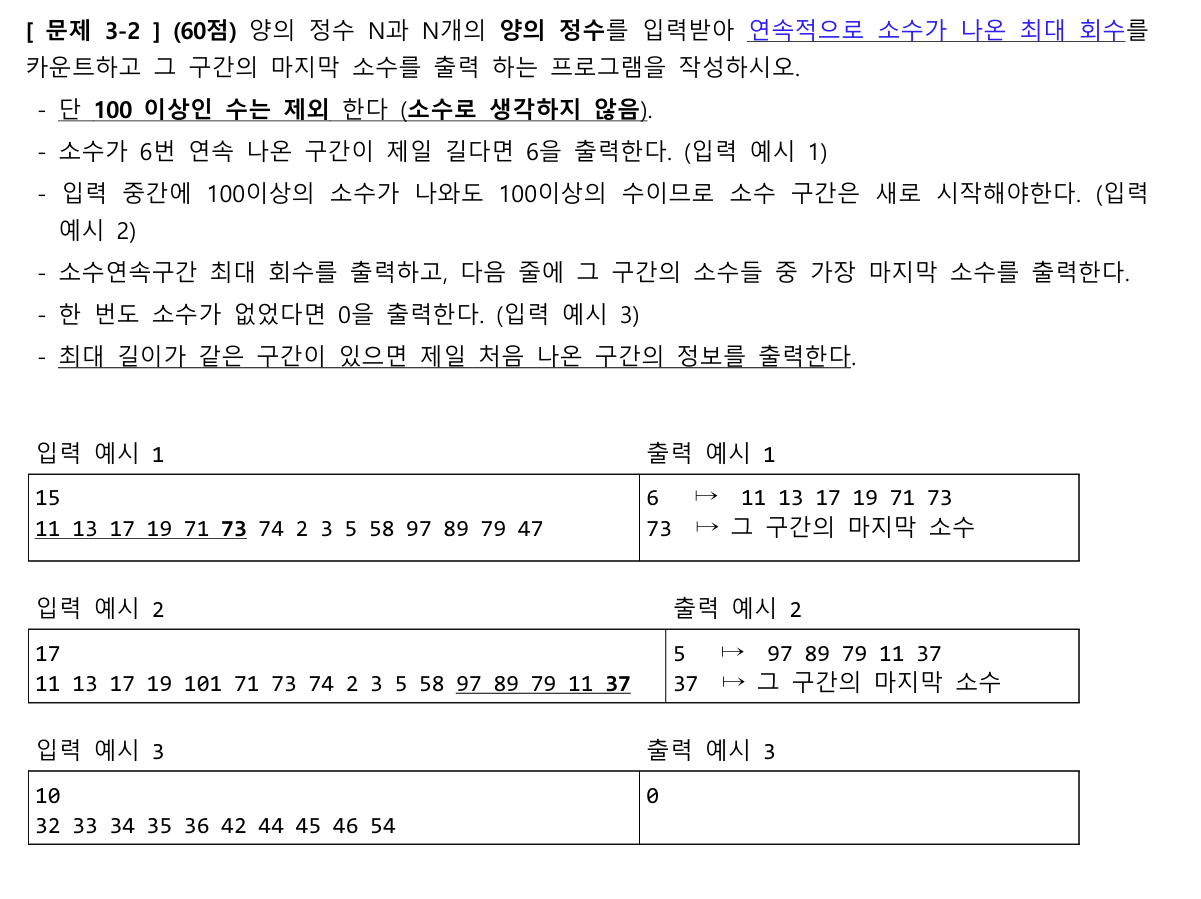 [ 문제 3-2 ] (60점) 양의 정수 N과 N개의 양의 정수를 입력받아 연속적으로 소수가 나온 최대 회수를
카운트하고 그 구간의 마지막 소수를 출력 하는 프로그램을 작성하시오.
- 단 100 이상인 수는 제외 한다 (소수로 생각하지 않음).
- 소수가 6번 연속 나온 구간이 제일 길다면 6을 출력한다. (입력 예시 1)
- 입력 중간에 100이상의 소수가 나와도 100이상의 수이므로 소수 구간은 새로 시작해야한다. (입력
예시 2)
- 소수연속구간 최대 회수를 출력하고, 다음 줄에 그 구간의 소수들 중 가장 마지막 소수를 출력한다.
- 한 번도 소수가 없었다면 0을 출력한다. (입력 예시 3)
- 최대 길이가 같은 구간이 있으면 제일 처음 나온 구간의 정보를 출력한다.
입력 예시 1 출력 예시 1
15
11 13 17 19 71 73 74 2 3 5 58 97 89 79 47
6 ↦ 11 13 17 19 71 73
73 ↦ 그 구간의 마지막 소수
입력 예시 2 출력 예시 2
17
11 13 17 19 101 71 73 74 2 3 5 58 97 89 79 11 37
5 ↦ 97 89 79 11 37
37 ↦ 그 구간의 마지막 소수
입력 예시 3 출력 예시 3
10
32 33 34 35 36 42 44 45 46 54
0